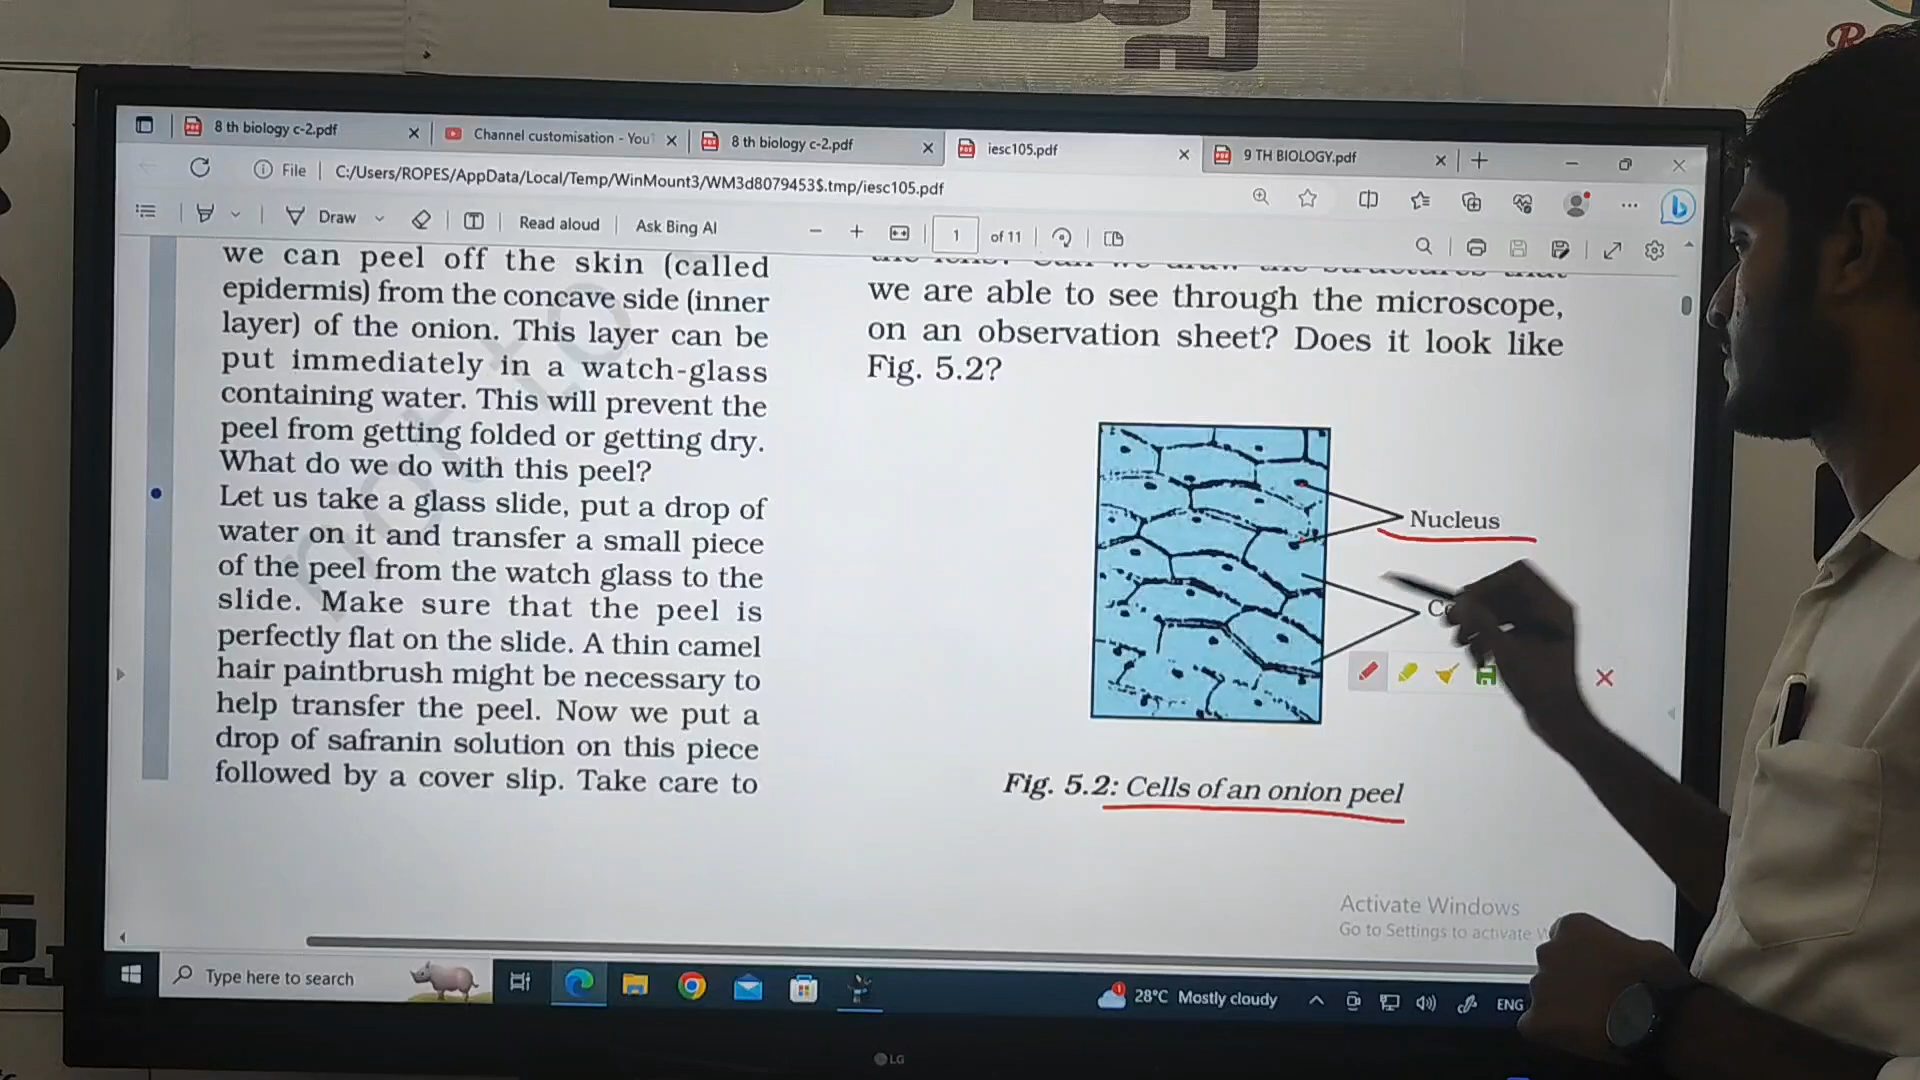 8 th biology c-2.pdf
Channel customisation - You
8 th biology c-2.pdf
iesc105.pdf
9 TH BIOLOGY.pdf
File
C:/Users/ROPES/AppData/Local/Temp/WinMount3/WM3d8079453$.tmp/iesc105.pdf
Draw
Read aloud
Ask Bing AI
1
of 11
we can peel off the skin (called
epidermis) from the concave side (inner
layer) of the onion. This layer can be
put immediately in a watch-glass
containing water. This will prevent the
peel from getting folded or getting dry.
What do we do with this peel?
Let us take a glass slide, put a drop of
water on it and transfer a small piece
of the peel from the watch glass to the
slide. Make sure that the peel is
perfectly flat on the slide. A thin camel
hair paintbrush might be necessary to
help transfer the peel. Now we put a
drop of safranin solution on this piece
followed by a cover slip. Take care to
not to
we are able to see through the microscope,
on an observation sheet? Does it look like
Fig. 5.2?
Nucleus
Fig. 5.2: Cells of an onion peel
Activate Windows
Go to Settings to activate
Type here to search
28°C Mostly cloudy
ENG
LG